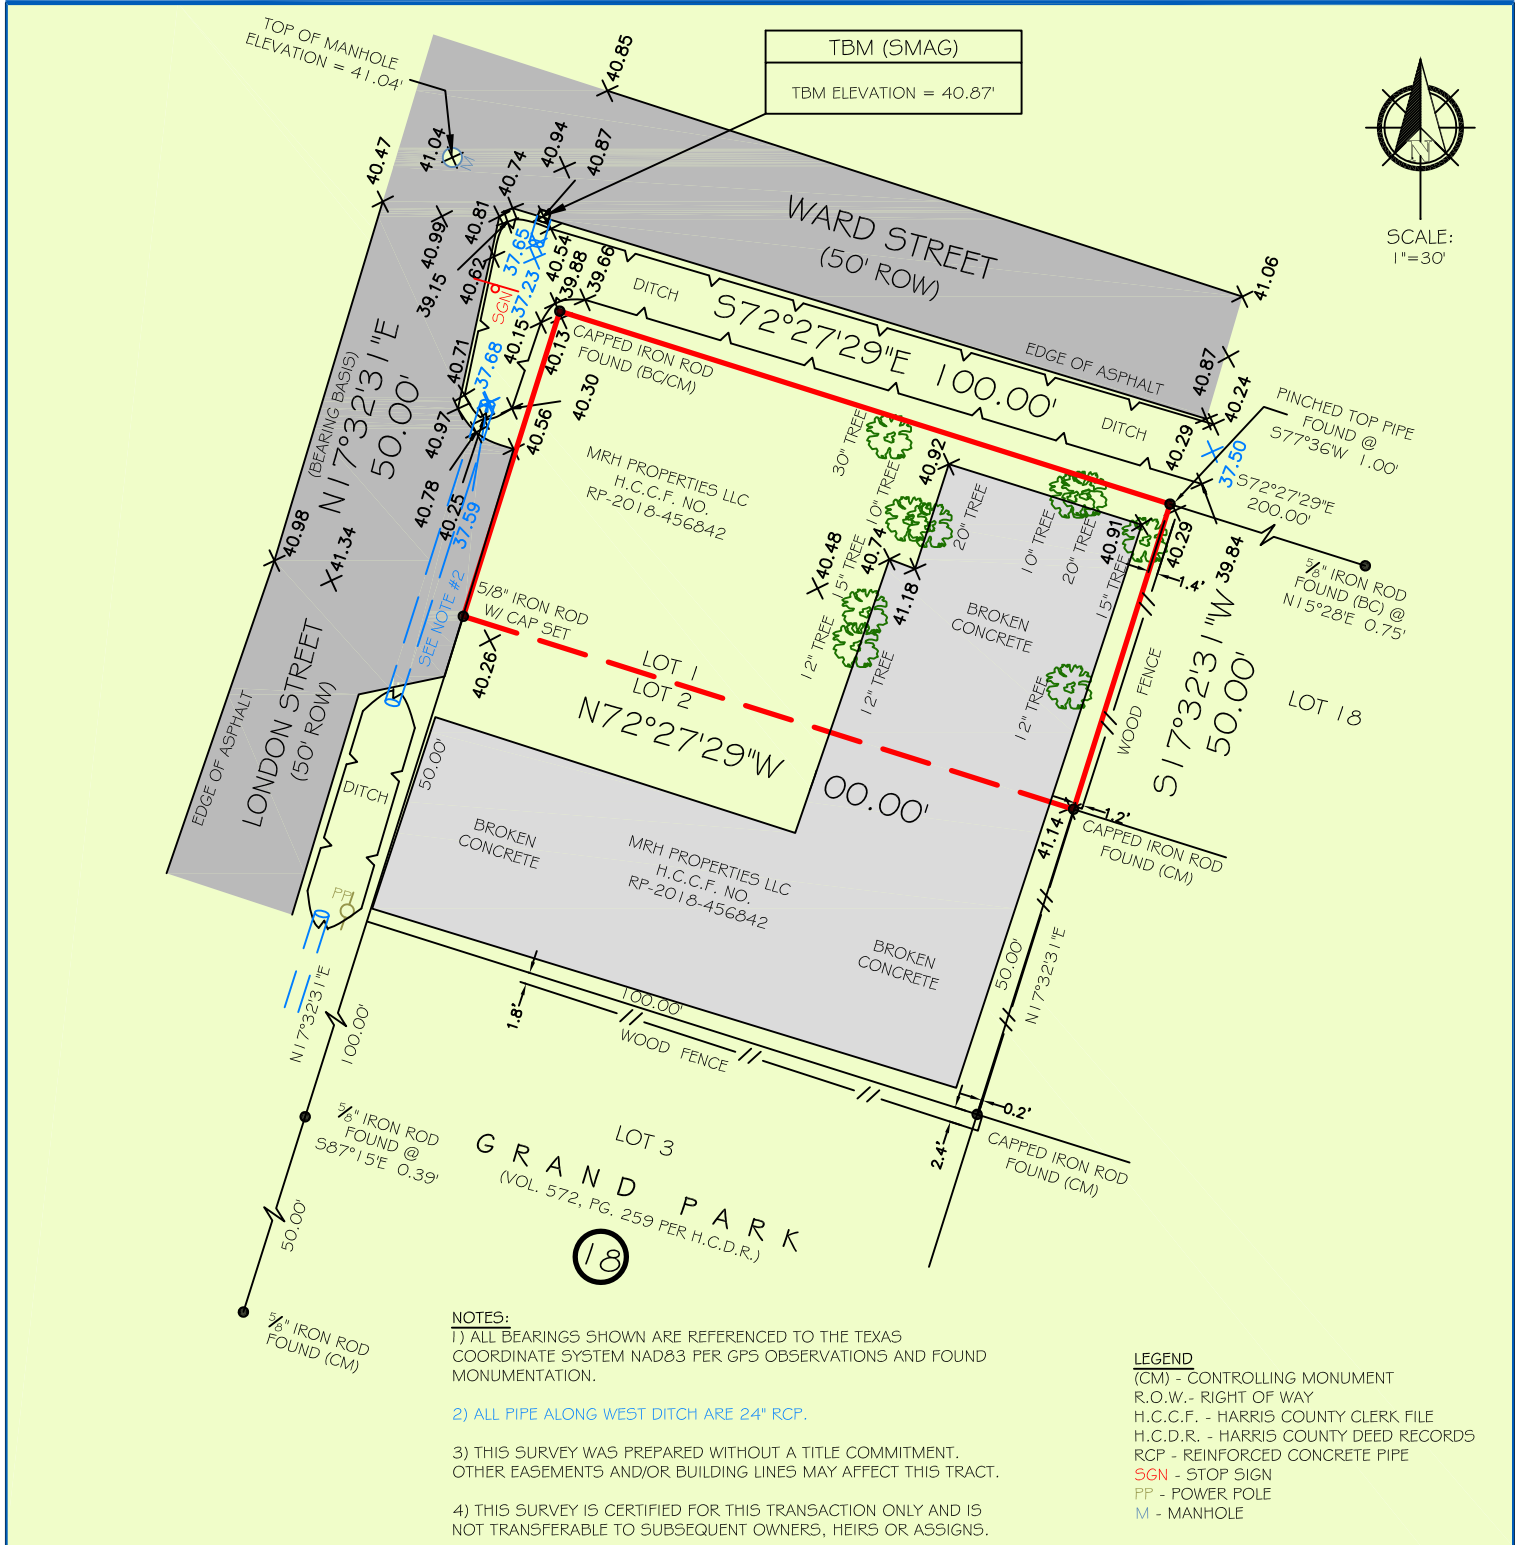 TOP OF MANHOLE
ELEVATION = 41.04'
TBM (SMAG)
TBM ELEVATION = 40.87'
N
SCALE:
1"=30'
40.85
40.47
41.04
M
40.74
40.94
40.87
40.81
40.99
39.15
40.62
37.65
37.23
40.54
39.88
39.66
SGN
40.15
40.13
WARD STREET
(50' ROW)
41.06
DITCH
S72°27'29"E 100.00'
EDGE OF ASPHALT
DITCH
40.87
40.24
40.29
37.50
PINCHED TOP PIPE
FOUND @
S77°36'W 1.00'
S72°27'29"E
200.00'
CAPPED IRON ROD
FOUND (BC/CM)
(BEARING BASIS)
N17°32'31"E
50.00'
40.71
37.68
40.97
40.56
40.30
40.78
40.25
37.59
40.98
41.34
SEE NOTE #2
MRH PROPERTIES LLC
H.C.C.F. NO.
RP-2018-456842
30" TREE
10" TREE
40.92
20" TREE
10" TREE
20" TREE
40.91
15" TREE
40.29
39.84
1.4'
40.48
15" TREE
40.74
41.18
12" TREE
12" TREE
12" TREE
BROKEN
CONCRETE
⅝" IRON ROD
FOUND (BC) @
N15°28'E 0.75'
S17°32'31"W
50.00'
WOOD FENCE
LOT 18
5/8" IRON ROD
W/ CAP SET
40.26
LOT 1
LOT 2
N72°27'29"W
00.00'
LONDON STREET
(50' ROW)
EDGE OF ASPHALT
DITCH
50.00'
PP
BROKEN
CONCRETE
MRH PROPERTIES LLC
H.C.C.F. NO.
RP-2018-456842
BROKEN
CONCRETE
41.14
1.2'
CAPPED IRON ROD
FOUND (CM)
50.00'
N17°32'31"E
N17°32'31"E
100.00'
1.8'
100.00'
WOOD FENCE
0.2'
2.4'
CAPPED IRON ROD
FOUND (CM)
⅝" IRON ROD
FOUND @
S87°15'E 0.39'
50.00'
⅝" IRON ROD
FOUND (CM)
LOT 3
GRAND PARK
(VOL. 572, PG. 259 PER H.C.D.R.)
18
NOTES:
1) ALL BEARINGS SHOWN ARE REFERENCED TO THE TEXAS
COORDINATE SYSTEM NAD83 PER GPS OBSERVATIONS AND FOUND
MONUMENTATION.
2) ALL PIPE ALONG WEST DITCH ARE 24" RCP.
3) THIS SURVEY WAS PREPARED WITHOUT A TITLE COMMITMENT.
OTHER EASEMENTS AND/OR BUILDING LINES MAY AFFECT THIS TRACT.
4) THIS SURVEY IS CERTIFIED FOR THIS TRANSACTION ONLY AND IS
NOT TRANSFERABLE TO SUBSEQUENT OWNERS, HEIRS OR ASSIGNS.
LEGEND
(CM) - CONTROLLING MONUMENT
R.O.W.- RIGHT OF WAY
H.C.C.F. - HARRIS COUNTY CLERK FILE
H.C.D.R. - HARRIS COUNTY DEED RECORDS
RCP - REINFORCED CONCRETE PIPE
SGN - STOP SIGN
PP - POWER POLE
M - MANHOLE